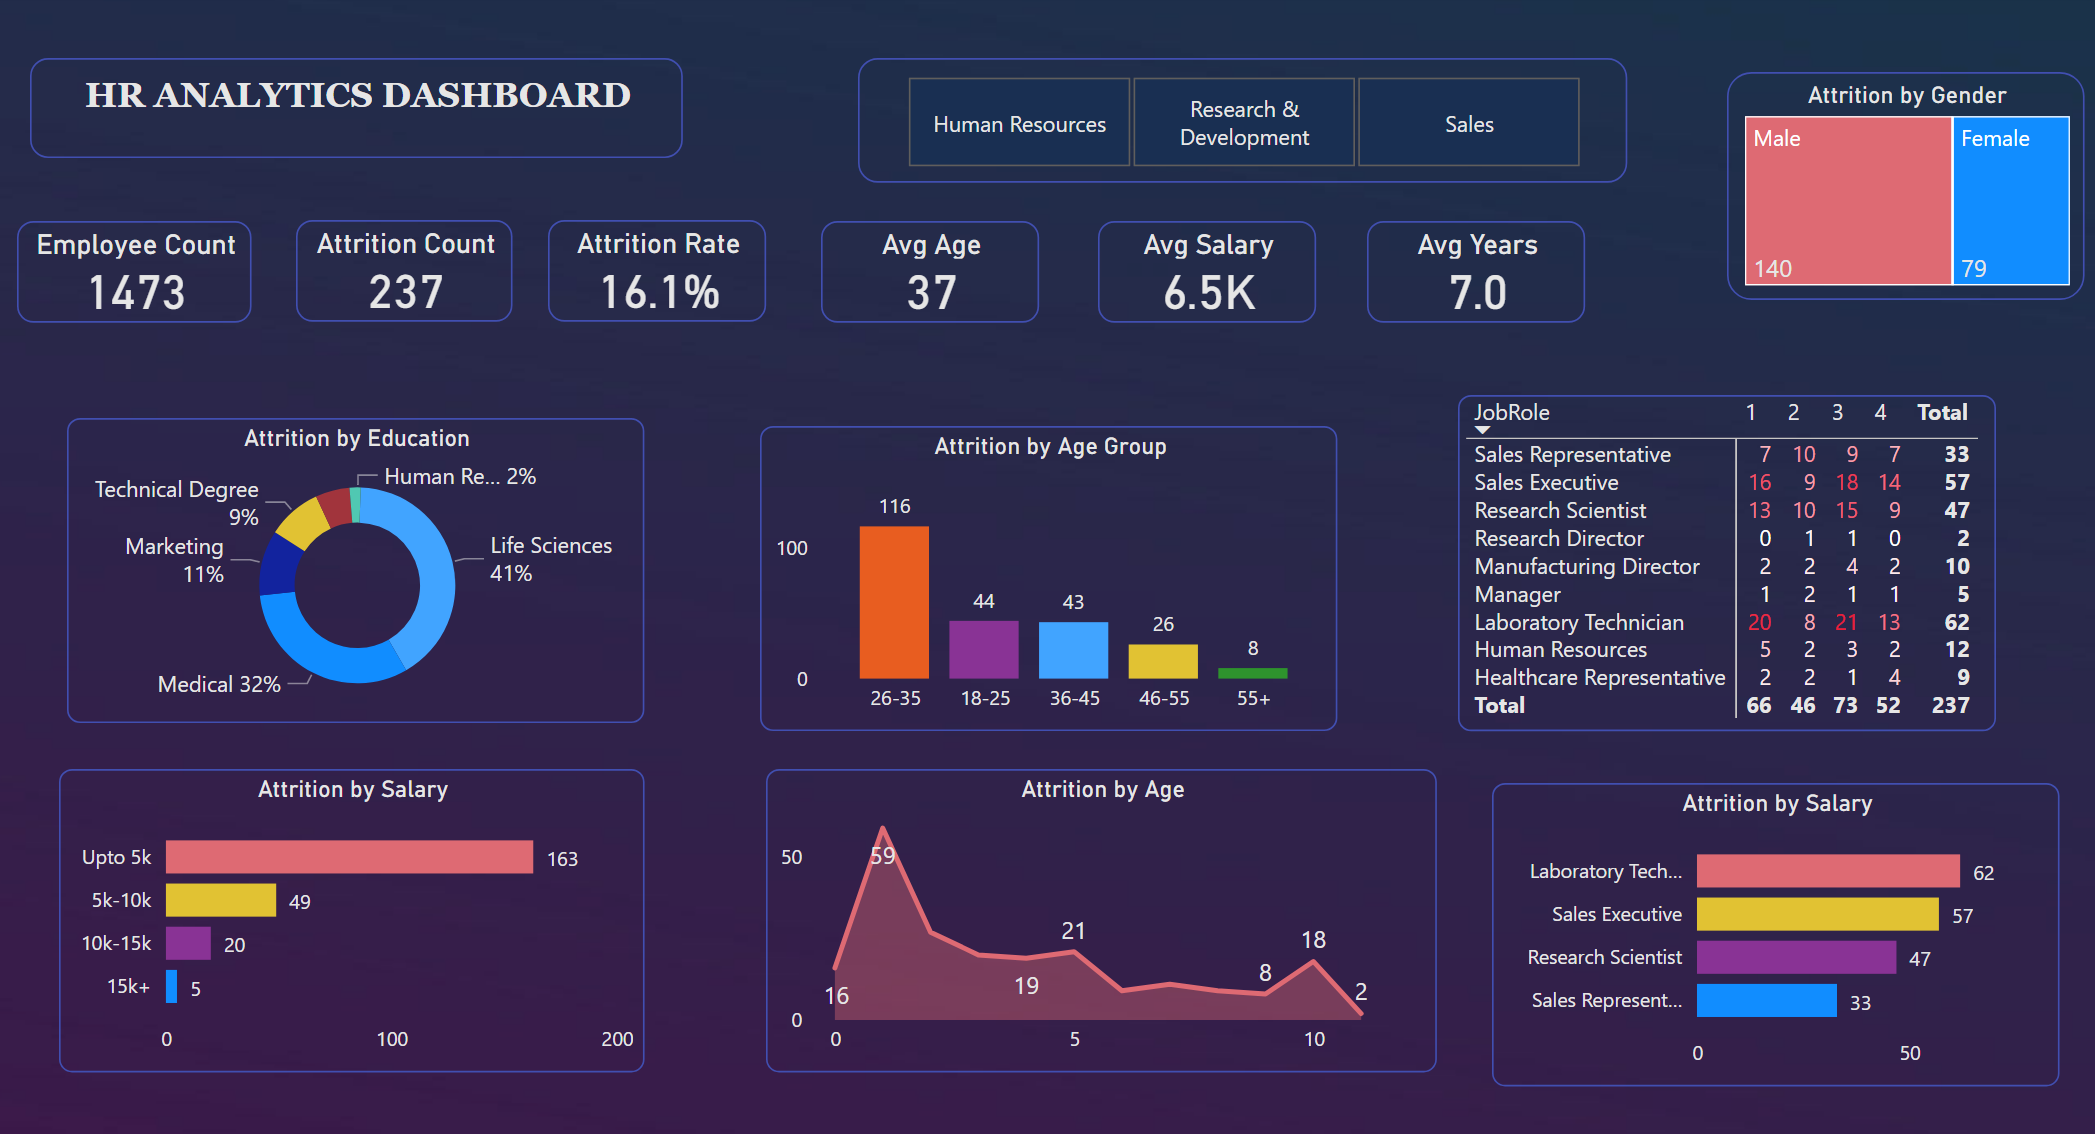 HR ANALYTICS DASHBOARD
Human Resources
Research &
Development
Sales
Attrition by Gender
Male
Female
140
79
Employee Count
1473
Attrition Count
237
Attrition Rate
16.1%
Avg Age
37
Avg Salary
6.5K
Avg Years
7.0
Attrition by Education
Human Re... 2%
Technical Degree
9%
Marketing
11%
Life Sciences
41%
Medical 32%
Attrition by Age Group
116
100
44
43
26
8
0
26-35 18-25 36-45 46-55 55+
JobRole 1 2 3 4 Total
Sales Representative 7 10 9 7 33
Sales Executive 16 9 18 14 57
Research Scientist 13 10 15 9 47
Research Director 0 1 1 0 2
Manufacturing Director 2 2 4 2 10
Manager 1 2 1 1 5
Laboratory Technician 20 8 21 13 62
Human Resources 5 2 3 2 12
Healthcare Representative 2 2 1 4 9
Total 66 46 73 52 237
Attrition by Salary
Upto 5k 163
5k-10k 49
10k-15k 20
15k+ 5
0 100 200
Attrition by Age
50
59
21
18
19
8
16
2
0
0 5 10
Attrition by Salary
Laboratory Tech... 62
Sales Executive 57
Research Scientist 47
Sales Represent... 33
0 50